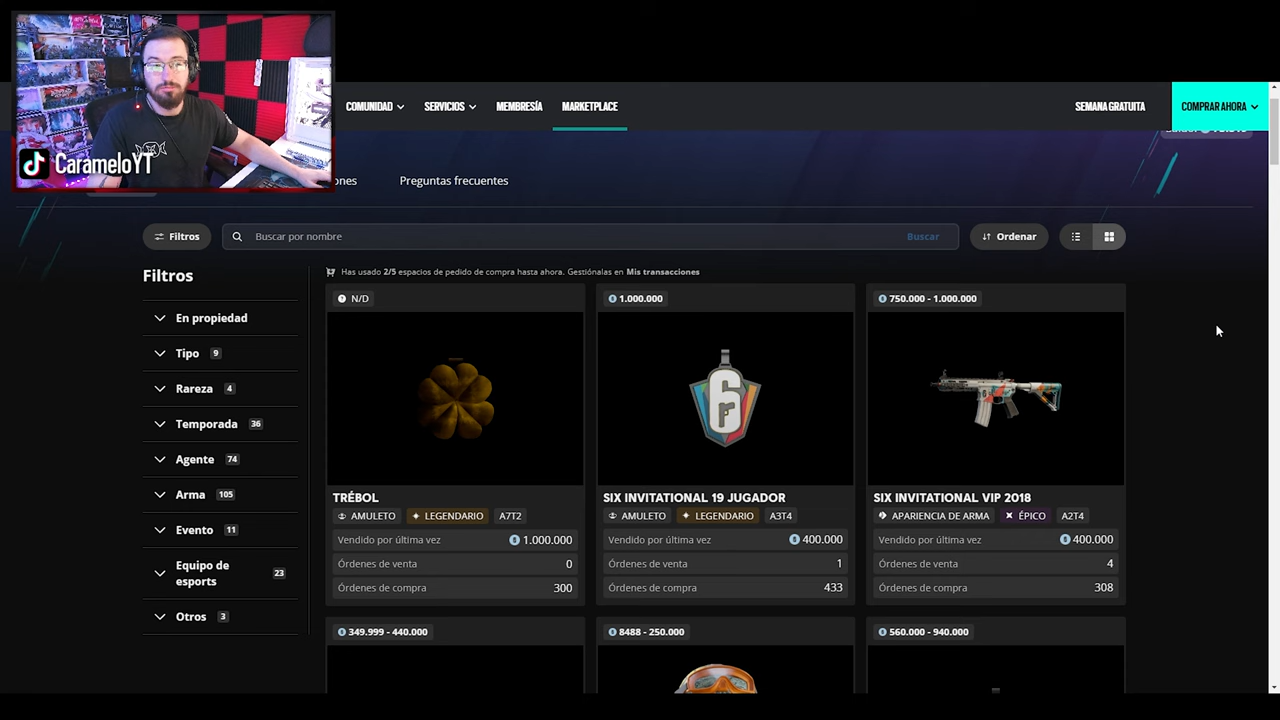 CarameloYT
COMUNIDAD
SERVICIOS
MEMBRESÍA
MARKETPLACE
SEMANA GRATUITA
COMPRAR AHORA
Preguntas frecuentes
Filtros
Buscar por nombre
Buscar
Ordenar
Filtros
En propiedad
Tipo 9
Rareza 4
Temporada 36
Agente 74
Arma 105
Evento 11
Equipo de esports 23
Otros 3
Has usado 2/5 espacios de pedido de compra hasta ahora. Gestiónalas en Mis transacciones
N/D
TRÉBOL
AMULETO LEGENDARIO A7T2
Vendido por última vez 1.000.000
Órdenes de venta 0
Órdenes de compra 300
1.000.000
6
SIX INVITATIONAL 19 JUGADOR
AMULETO LEGENDARIO A3T4
Vendido por última vez 400.000
Órdenes de venta 1
Órdenes de compra 433
750.000 - 1.000.000
SIX INVITATIONAL VIP 2018
APARIENCIA DE ARMA ÉPICO A2T4
Vendido por última vez 400.000
Órdenes de venta 4
Órdenes de compra 308
349.999 - 440.000
8488 - 250.000
560.000 - 940.000